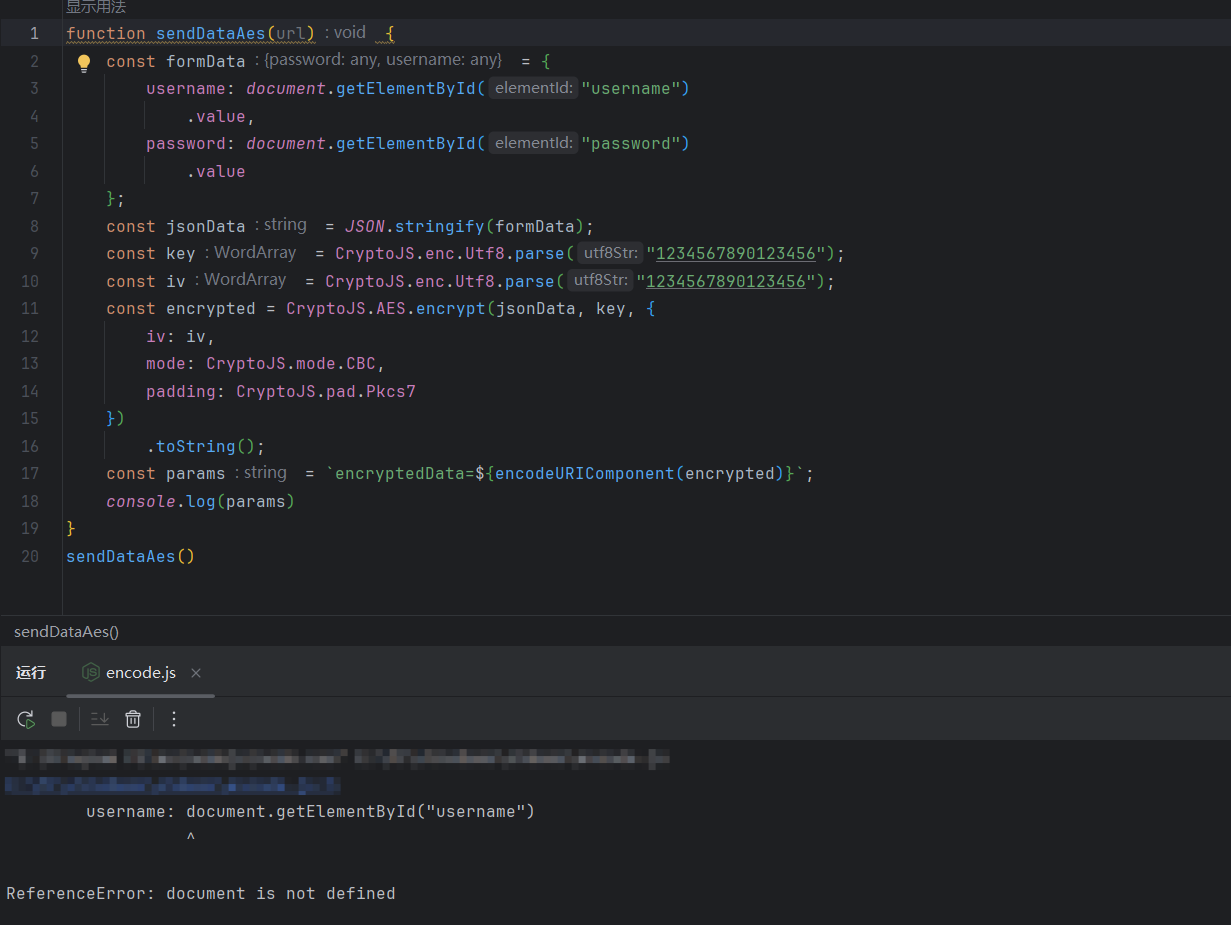 显示用法
1 function sendDataAes(url) : void {
2 const formData : {password: any, username: any} = {
3 username: document.getElementById( elementId: "username")
4 .value,
5 password: document.getElementById( elementId: "password")
6 .value
7 };
8 const jsonData : string = JSON.stringify(formData);
9 const key : WordArray = CryptoJS.enc.Utf8.parse( utf8Str: "1234567890123456");
10 const iv : WordArray = CryptoJS.enc.Utf8.parse( utf8Str: "1234567890123456");
11 const encrypted = CryptoJS.AES.encrypt(jsonData, key, {
12 iv: iv,
13 mode: CryptoJS.mode.CBC,
14 padding: CryptoJS.pad.Pkcs7
15 })
16 .toString();
17 const params : string = `encryptedData=${encodeURIComponent(encrypted)}`;
18 console.log(params)
19 }
20 sendDataAes()
sendDataAes()
运行 JS encode.js ×
username: document.getElementById("username")
^
ReferenceError: document is not defined